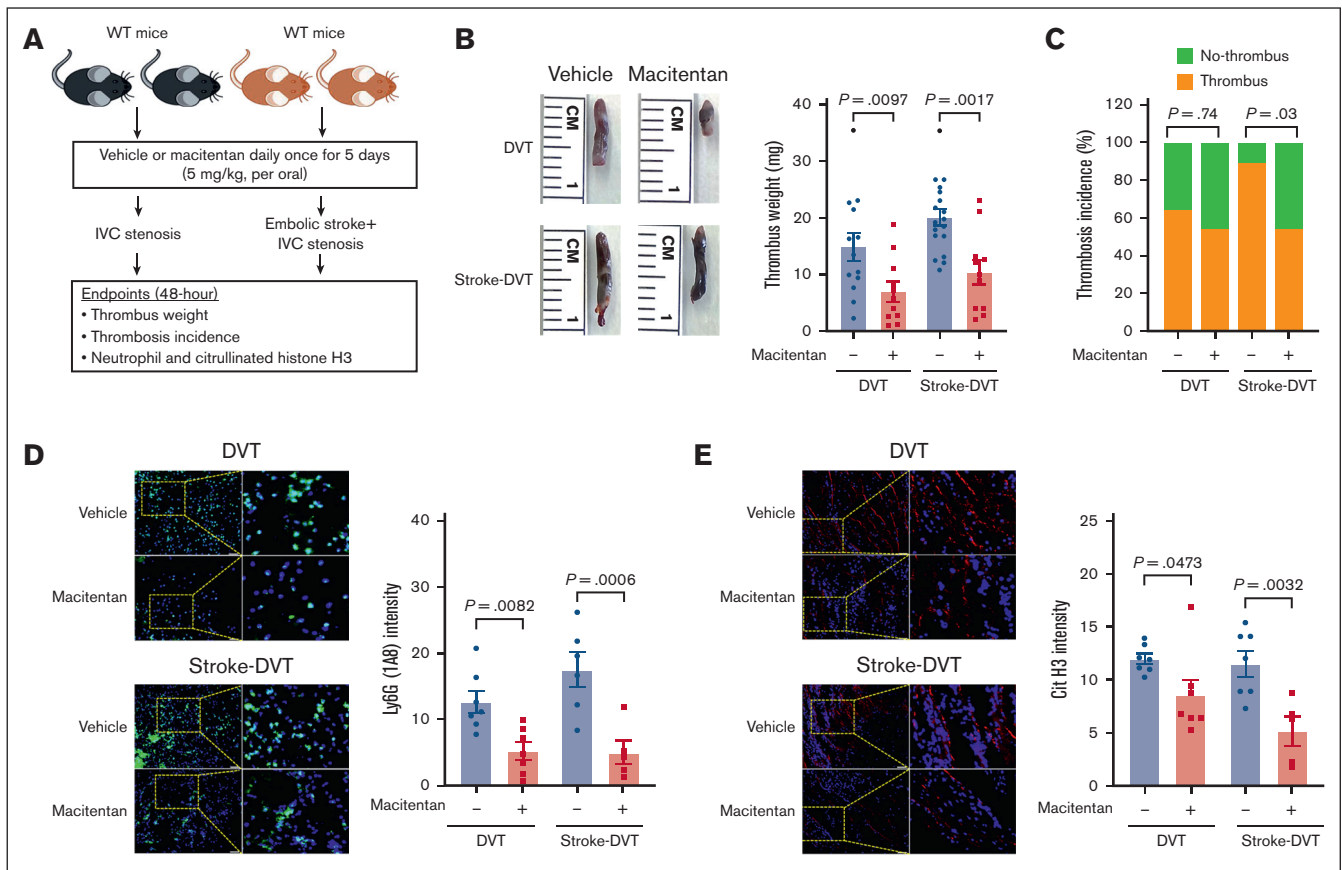 A
WT mice
WT mice
Vehicle or macitentan daily once for 5 days
(5 mg/kg, per oral)
IVC stenosis
Embolic stroke+
IVC stenosis
Endpoints (48-hour)
• Thrombus weight
• Thrombosis incidence
• Neutrophil and citrullinated histone H3
B
Vehicle
Macitentan
DVT
CM
1
CM
1
Stroke-DVT
CM
1
CM
1
Thrombus weight (mg)
40
30
20
10
0
P = .0097
P = .0017
Macitentan
–
+
–
+
DVT
Stroke-DVT
C
No-thrombus
Thrombus
Thrombosis incidence (%)
120
100
80
60
40
20
0
P = .74
P = .03
Macitentan
–
+
–
+
DVT
Stroke-DVT
D
DVT
Vehicle
Macitentan
Stroke-DVT
Vehicle
Macitentan
Ly6G (1A8) intensity
40
30
20
10
0
P = .0082
P = .0006
Macitentan
–
+
–
+
DVT
Stroke-DVT
E
DVT
Vehicle
Macitentan
Stroke-DVT
Vehicle
Macitentan
Cit H3 intensity
25
20
15
10
5
0
P = .0473
P = .0032
Macitentan
–
+
–
+
DVT
Stroke-DVT